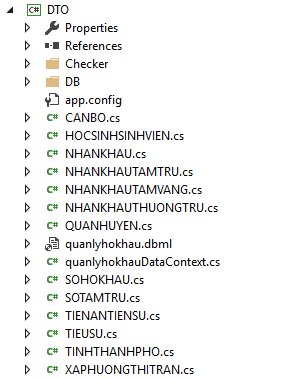 C# DTO
Properties
References
Checker
DB
app.config
C# CANBO.cs
C# HOCSINHSINHVIEN.cs
C# NHANKHAU.cs
C# NHANKHAUTAMTRU.cs
C# NHANKHAUTAMVANG.cs
C# NHANKHAUTHUONGTRU.cs
C# QUANHUYEN.cs
quanlyhokhau.dbml
C# quanlyhokhauDataContext.cs
C# SOHOKHAU.cs
C# SOTAMTRU.cs
C# TIENANTIENSU.cs
C# TIEUSU.cs
C# TINHTHANHPHO.cs
C# XAPHUONGTHITRAN.cs